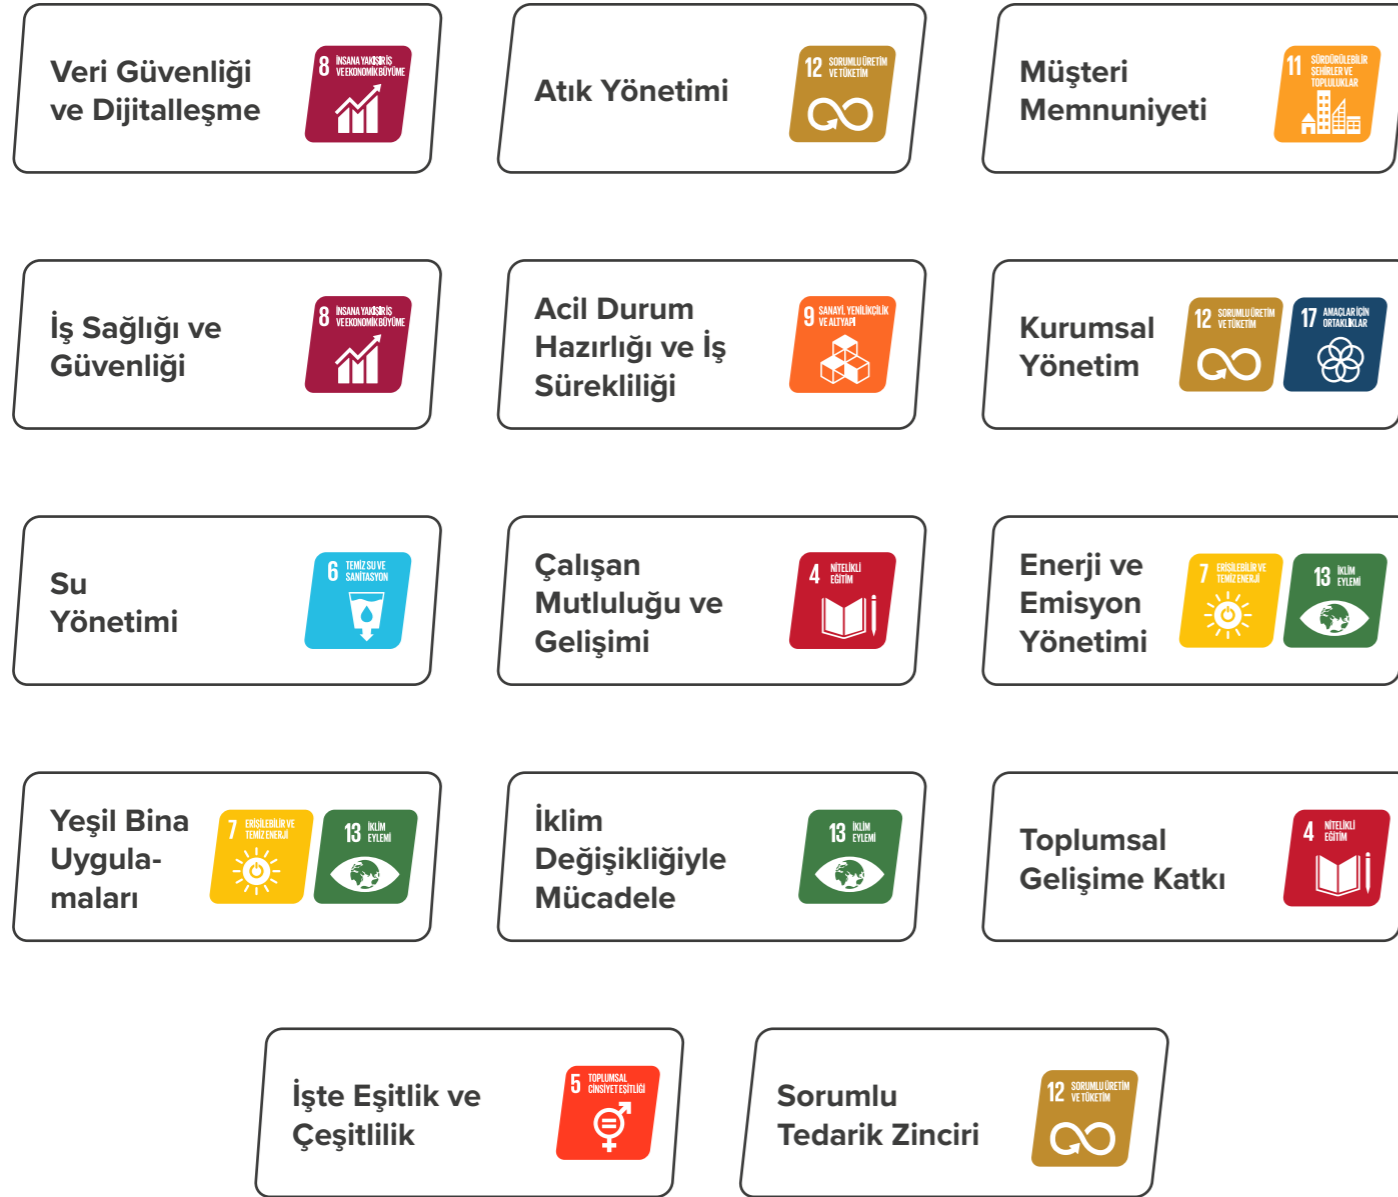 Veri Güvenliği
ve Dijitalleşme
8 İNSANA YAKIŞIR İŞ
VE EKONOMİK BÜYÜME
Atık Yönetimi
12 SORUMLU ÜRETİM
VE TÜKETİM
Müşteri
Memnuniyeti
11 SÜRDÜRÜLEBİLİR
ŞEHİRLER VE
TOPLULUKLAR
İş Sağlığı ve
Güvenliği
8 İNSANA YAKIŞIR İŞ
VE EKONOMİK BÜYÜME
Acil Durum
Hazırlığı ve İş
Sürekliliği
9 SANAYİ, YENİLİKÇİLİK
VE ALTYAPI
Kurumsal
Yönetim
12 SORUMLU ÜRETİM
VE TÜKETİM
17 AMAÇLAR İÇİN
ORTAKLIKLAR
Su
Yönetimi
6 TEMİZ SU VE
SANİTASYON
Çalışan
Mutluluğu ve
Gelişimi
4 NİTELİKLİ
EĞİTİM
Enerji ve
Emisyon
Yönetimi
7 ERİŞİLEBİLİR VE
TEMİZ ENERJİ
13 İKLİM
EYLEMİ
Yeşil Bina
Uygula-
maları
7 ERİŞİLEBİLİR VE
TEMİZ ENERJİ
13 İKLİM
EYLEMİ
İklim
Değişikliğiyle
Mücadele
13 İKLİM
EYLEMİ
Toplumsal
Gelişime Katkı
4 NİTELİKLİ
EĞİTİM
İşte Eşitlik ve
Çeşitlilik
5 TOPLUMSAL
CİNSİYET EŞİTLİĞİ
Sorumlu
Tedarik Zinciri
12 SORUMLU ÜRETİM
VE TÜKETİM